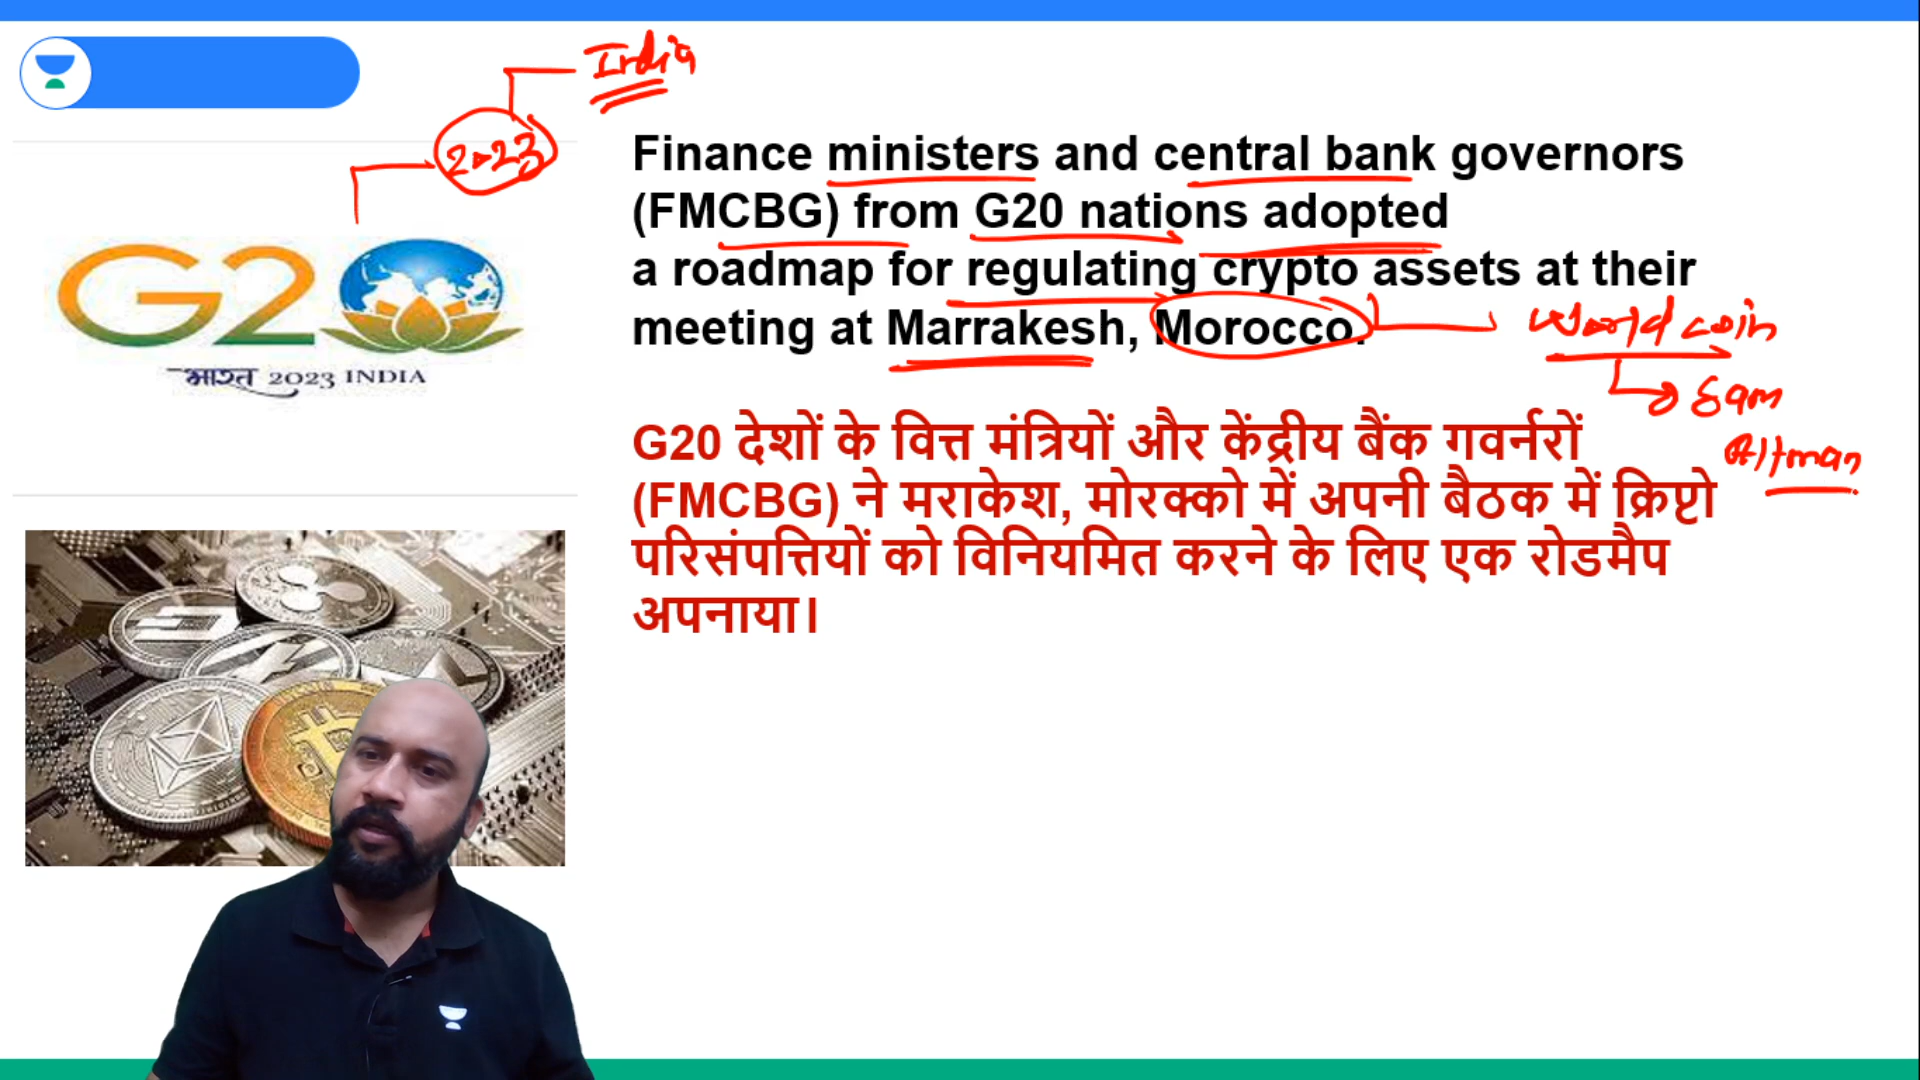 India
2023
Finance ministers and central bank governors
(FMCBG) from G20 nations adopted
a roadmap for regulating crypto assets at their
meeting at Marrakesh, Morocco.
World coin
Sam
Altman
G20
भारत 2023 INDIA
G20 देशों के वित्त मंत्रियों और केंद्रीय बैंक गवर्नरों
(FMCBG) ने मराकेश, मोरक्को में अपनी बैठक में क्रिप्टो
परिसंपत्तियों को विनियमित करने के लिए एक रोडमैप
अपनाया।